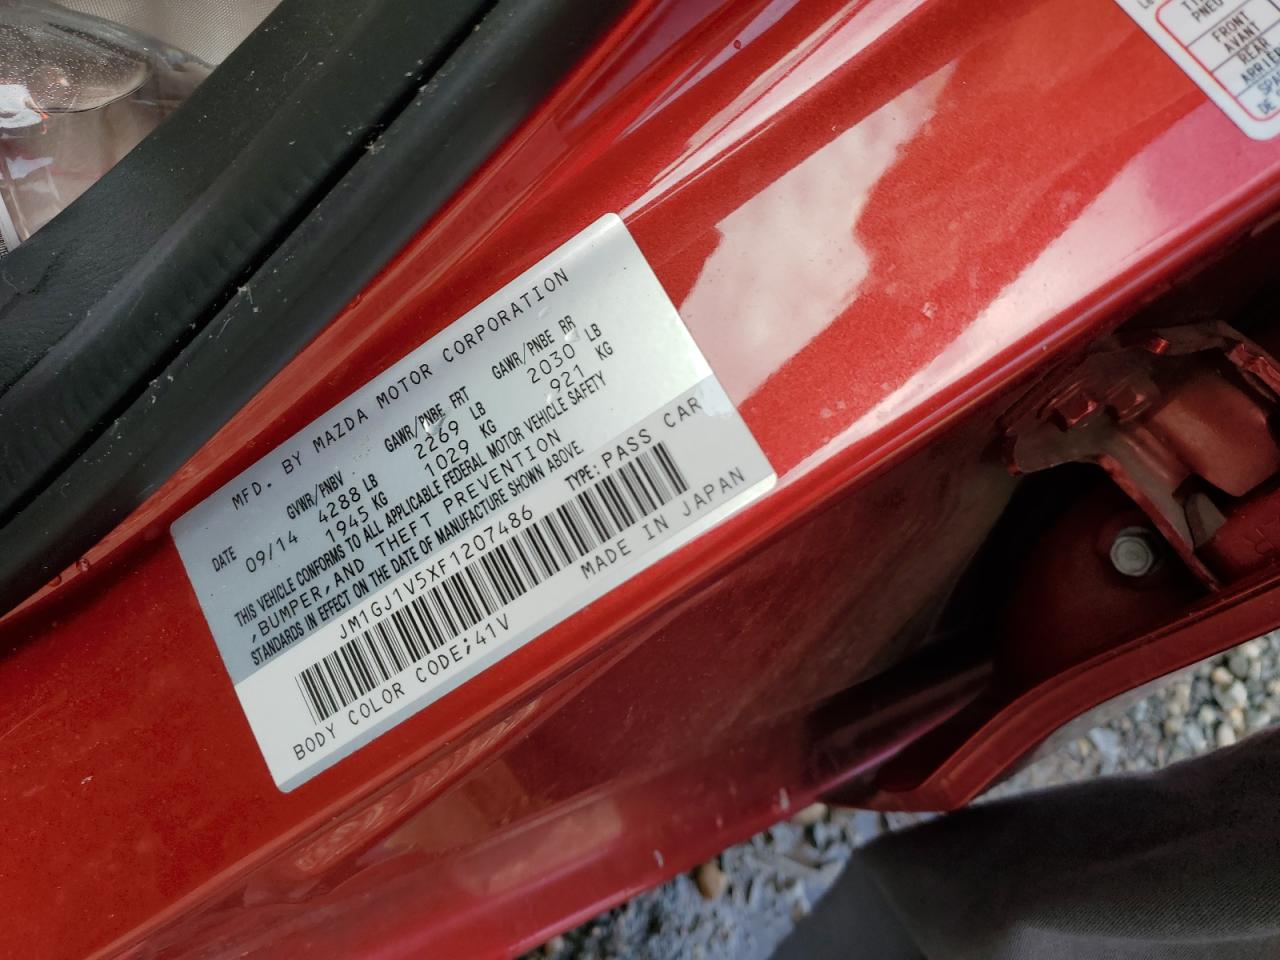 MFD. BY MAZDA MOTOR CORPORATION
GVWR/PNBV GAWR/PNBE FRT GAWR/PNBE RR
DATE 4288 LB 2269 LB 2030 LB
09/14 1945 KG 1029 KG 921 KG
THIS VEHICLE CONFORMS TO ALL APPLICABLE FEDERAL MOTOR VEHICLE SAFETY
,BUMPER,AND THEFT PREVENTION
STANDARDS IN EFFECT ON THE DATE OF MANUFACTURE SHOWN ABOVE
JM1GJ1V5XF1207486 TYPE:PASS CAR
BODY COLOR CODE;41V MADE IN JAPAN
PNEU
FRONT
AVANT
REAR
DE